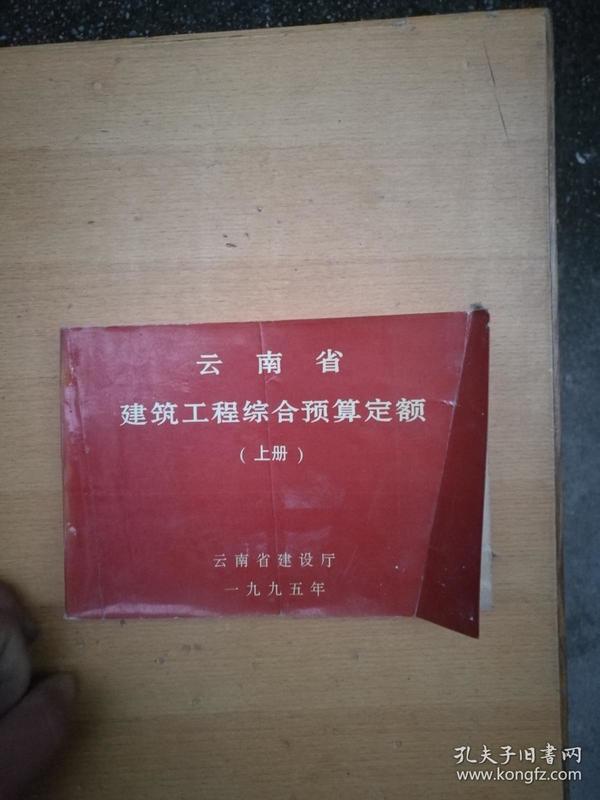 云南省
建筑工程综合预算定额
（上册）
云南省建设厅
一九九五年
孔夫子旧书网
www.kongfz.com